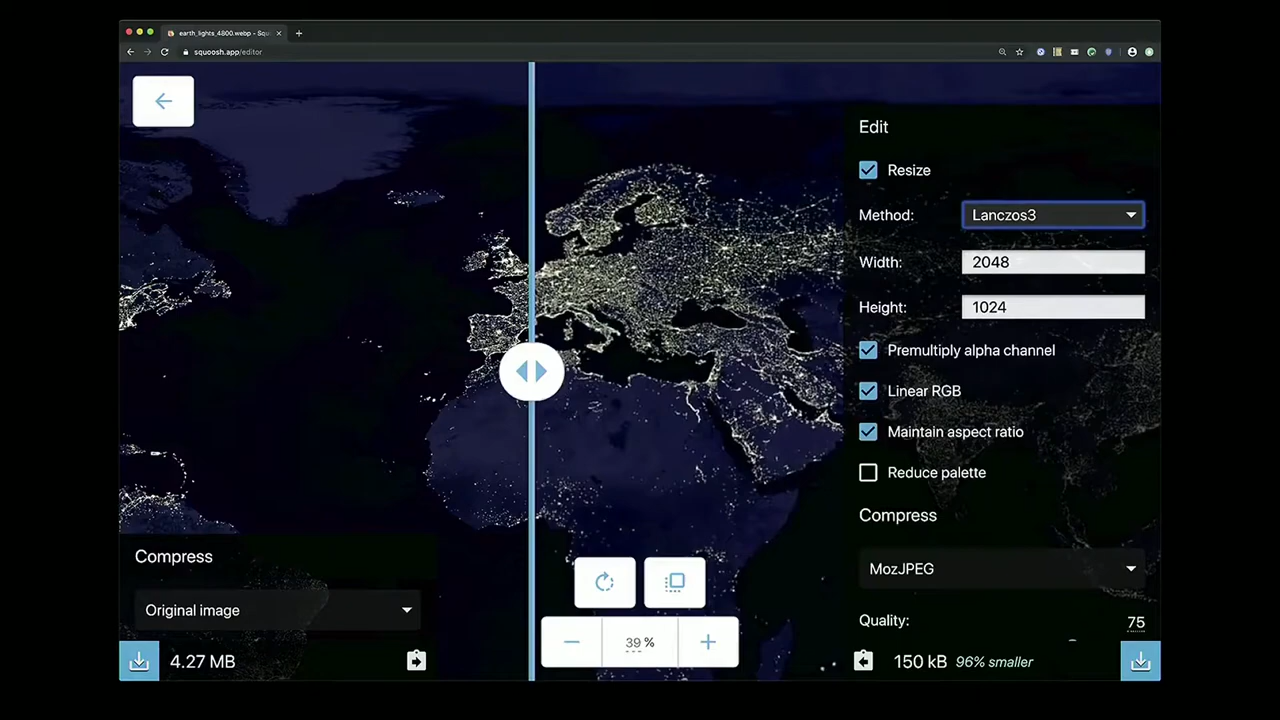 earth_lights_4800.webp - Squ
squoosh.app/editor
Edit
Resize
Method:
Lanczos3
Width:
2048
Height:
1024
Premultiply alpha channel
Linear RGB
Maintain aspect ratio
Reduce palette
Compress
MozJPEG
Quality:
75
150 kB 96% smaller
Compress
Original image
4.27 MB
39 %